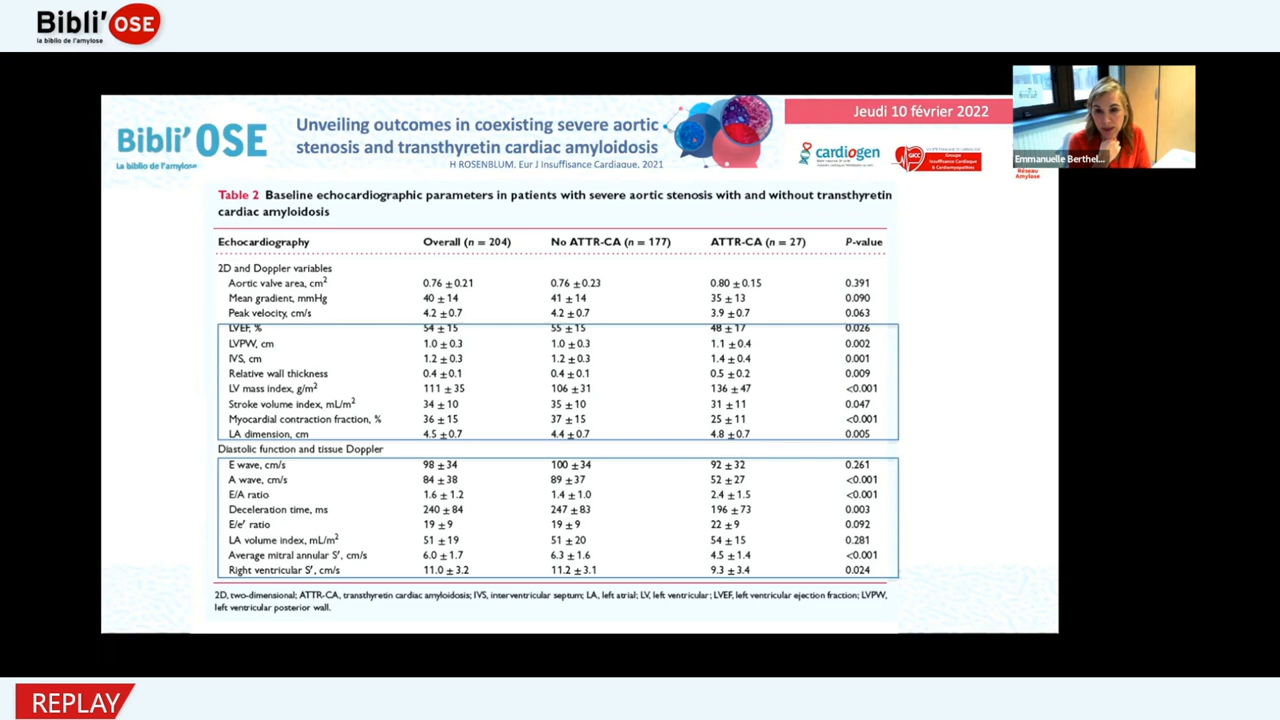 Bibli'OSE
la biblio de l'amylose
Bibli'OSE
La biblio de l'amylose
Unveiling outcomes in coexisting severe aortic
stenosis and transthyretin cardiac amyloidosis
H ROSENBLUM, Eur J Insuffisance Cardiaque, 2021
Jeudi 10 février 2022
cardiogen
GICC
Groupe
Insuffisance Cardiaque
& Cardiomyopathies
Réseau
Amylose
Emmanuelle Berthel...
Table 2 Baseline echocardiographic parameters in patients with severe aortic stenosis with and without transthyretin
cardiac amyloidosis
Echocardiography Overall (n = 204) No ATTR-CA (n = 177) ATTR-CA (n = 27) P-value
2D and Doppler variables
Aortic valve area, cm² 0.76 ± 0.21 0.76 ± 0.23 0.80 ± 0.15 0.391
Mean gradient, mmHg 40 ± 14 41 ± 14 35 ± 13 0.090
Peak velocity, cm/s 4.2 ± 0.7 4.2 ± 0.7 3.9 ± 0.7 0.063
LVEF, % 54 ± 15 55 ± 15 48 ± 17 0.026
LVPW, cm 1.0 ± 0.3 1.0 ± 0.3 1.1 ± 0.4 0.002
IVS, cm 1.2 ± 0.3 1.2 ± 0.3 1.4 ± 0.4 0.001
Relative wall thickness 0.4 ± 0.1 0.4 ± 0.1 0.5 ± 0.2 0.009
LV mass index, g/m² 111 ± 35 106 ± 31 136 ± 47 <0.001
Stroke volume index, mL/m² 34 ± 10 35 ± 10 31 ± 11 0.047
Myocardial contraction fraction, % 36 ± 15 37 ± 15 25 ± 11 <0.001
LA dimension, cm 4.5 ± 0.7 4.4 ± 0.7 4.8 ± 0.7 0.005
Diastolic function and tissue Doppler
E wave, cm/s 98 ± 34 100 ± 34 92 ± 32 0.261
A wave, cm/s 84 ± 38 89 ± 37 52 ± 27 <0.001
E/A ratio 1.6 ± 1.2 1.4 ± 1.0 2.4 ± 1.5 <0.001
Deceleration time, ms 240 ± 84 247 ± 83 196 ± 73 0.003
E/e′ ratio 19 ± 9 19 ± 9 22 ± 9 0.092
LA volume index, mL/m² 51 ± 19 51 ± 20 54 ± 15 0.281
Average mitral annular S′, cm/s 6.0 ± 1.7 6.3 ± 1.6 4.5 ± 1.4 <0.001
Right ventricular S′, cm/s 11.0 ± 3.2 11.2 ± 3.1 9.3 ± 3.4 0.024
2D, two-dimensional; ATTR-CA, transthyretin cardiac amyloidosis; IVS, interventricular septum; LA, left atrial; LV, left ventricular; LVEF, left ventricular ejection fraction; LVPW,
left ventricular posterior wall.
REPLAY